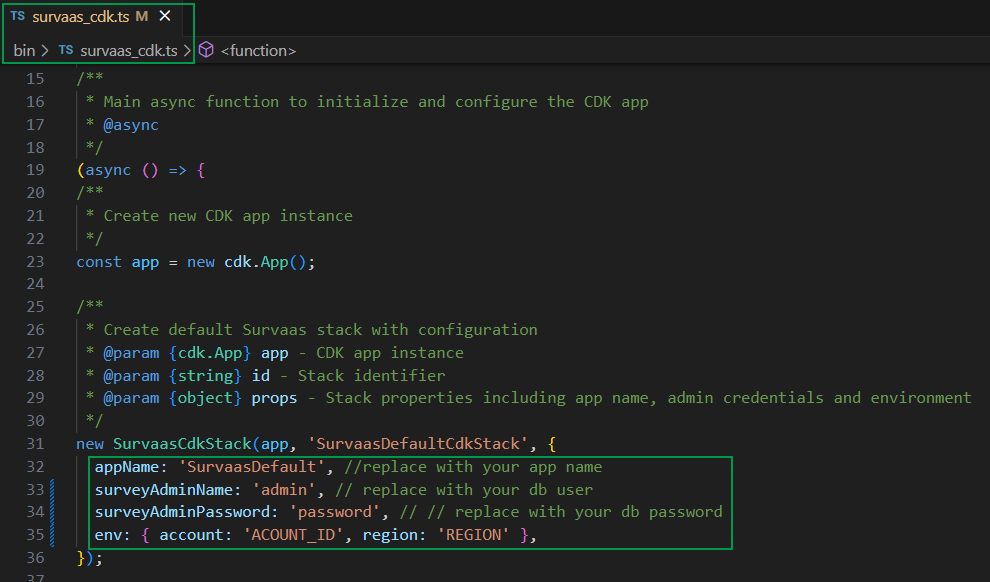 TS survaas_cdk.ts M ×
bin > TS survaas_cdk.ts > <function>
15 /**
16 * Main async function to initialize and configure the CDK app
17 * @async
18 */
19 (async () => {
20 /**
21 * Create new CDK app instance
22 */
23 const app = new cdk.App();
24
25 /**
26 * Create default Survaas stack with configuration
27 * @param {cdk.App} app - CDK app instance
28 * @param {string} id - Stack identifier
29 * @param {object} props - Stack properties including app name, admin credentials and environment
30 */
31 new SurvaasCdkStack(app, 'SurvaasDefaultCdkStack', {
32 appName: 'SurvaasDefault', //replace with your app name
33 surveyAdminName: 'admin', // replace with your db user
34 surveyAdminPassword: 'password', // // replace with your db password
35 env: { account: 'ACOUNT_ID', region: 'REGION' },
36 });
37